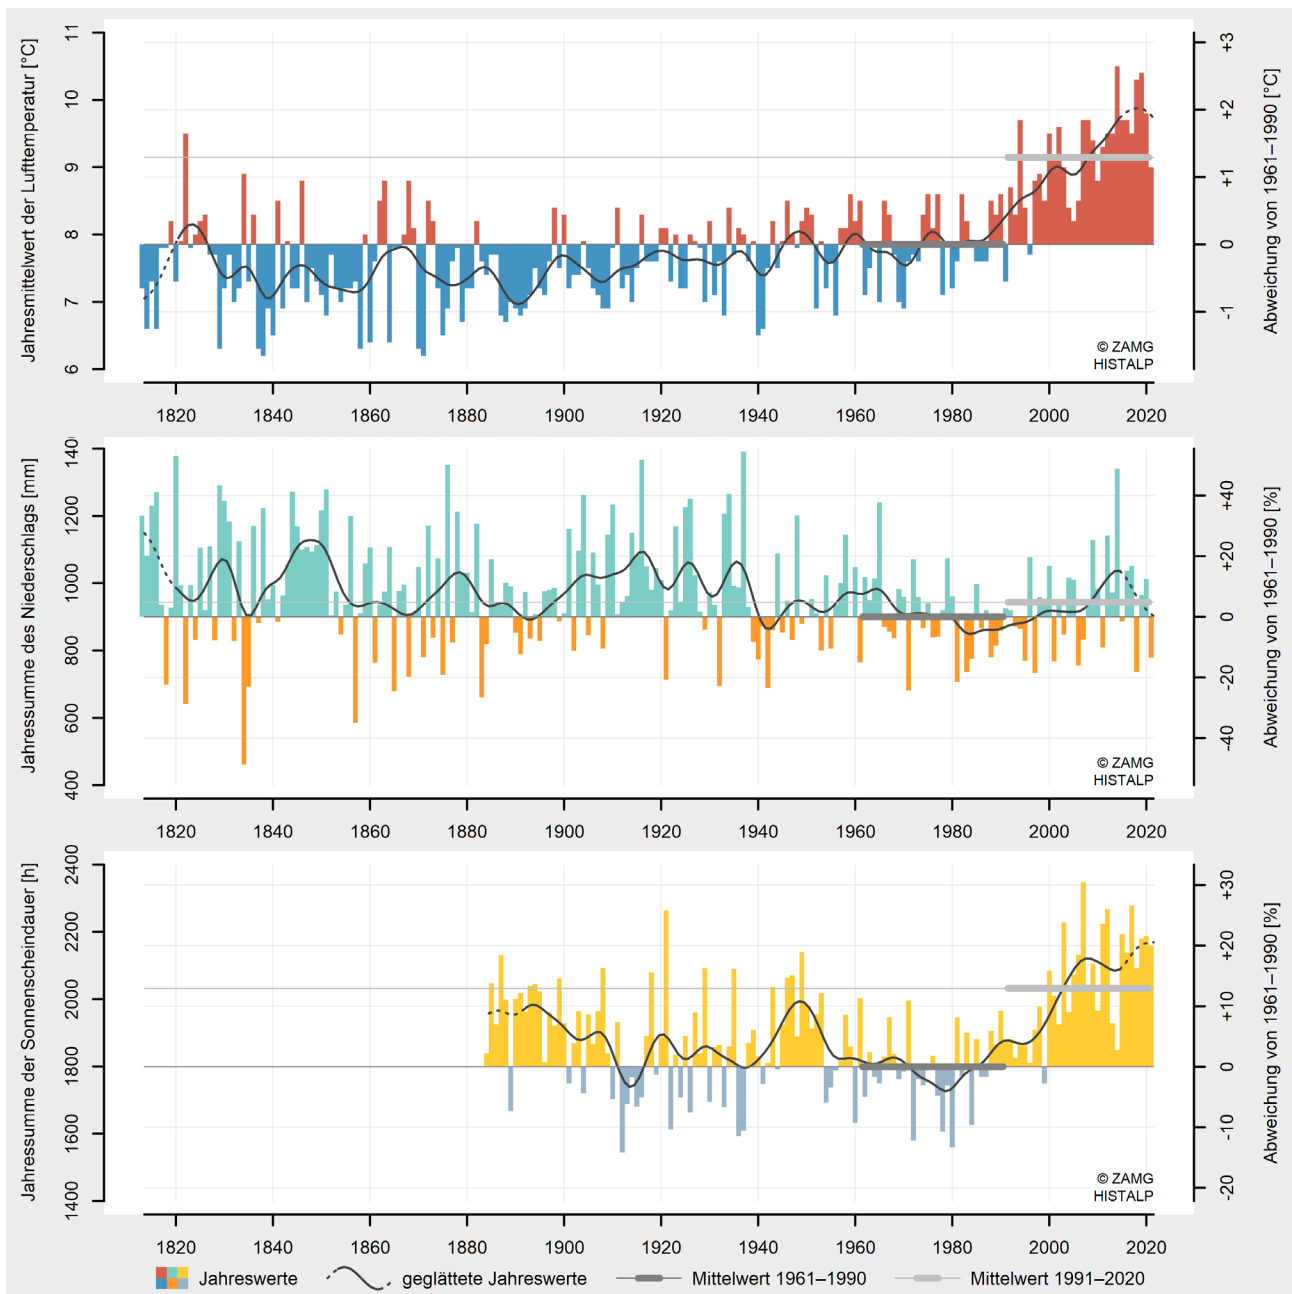 Jahresmittelwert der Lufttemperatur [°C]
6 7 8 9 10 11
Abweichung von 1961–1990 [°C]
-1 0 +1 +2 +3
© ZAMG
HISTALP
1820 1840 1860 1880 1900 1920 1940 1960 1980 2000 2020
Jahressumme des Niederschlags [mm]
400 600 800 1000 1200 140
Abweichung von 1961–1990 [%]
-40 -20 0 +20 +40
© ZAMG
HISTALP
1820 1840 1860 1880 1900 1920 1940 1960 1980 2000 2020
Jahressumme der Sonnenscheindauer [h]
1400 1600 1800 2000 2200 2400
Abweichung von 1961–1990 [%]
-20 -10 0 +10 +20 +30
© ZAMG
HISTALP
1820 1840 1860 1880 1900 1920 1940 1960 1980 2000 2020
Jahreswerte geglättete Jahreswerte Mittelwert 1961–1990 Mittelwert 1991–2020